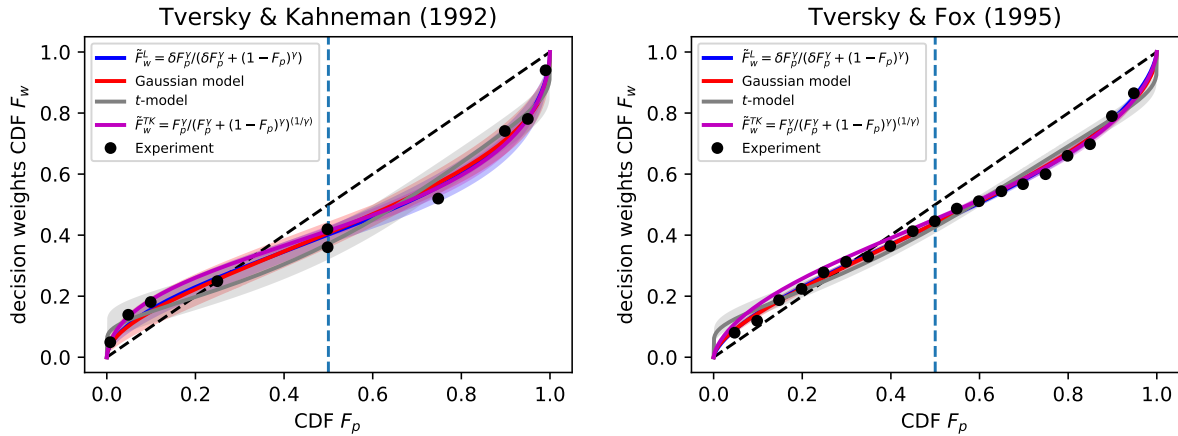 Tversky & Kahneman (1992)
decision weights CDF F_w
1.0
0.8
0.6
0.4
0.2
0.0
F̃_w^L = δF_p^γ/(δF_p^γ + (1 − F_p)^γ)
Gaussian model
t-model
F̃_w^{TK} = F_p^γ/(F_p^γ + (1 − F_p)^γ)^{(1/γ)}
Experiment
0.0 0.2 0.4 0.6 0.8 1.0
CDF F_p
Tversky & Fox (1995)
decision weights CDF F_w
1.0
0.8
0.6
0.4
0.2
0.0
F̃_w^L = δF_p^γ/(δF_p^γ + (1 − F_p)^γ)
Gaussian model
t-model
F̃_w^{TK} = F_p^γ/(F_p^γ + (1 − F_p)^γ)^{(1/γ)}
Experiment
0.0 0.2 0.4 0.6 0.8 1.0
CDF F_p